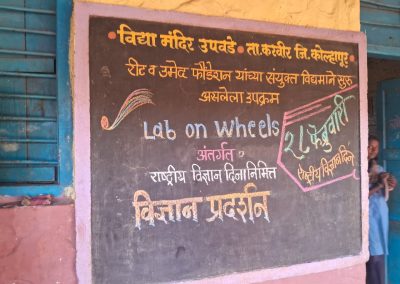 विद्या मंदिर उपवडे • ता. करवीर जि. कोल्हापूर •
रीट व उमेद फौंडेशन यांच्या संयुक्त विद्यमाने सुरु
असलेला उपक्रम
Lab on Wheels
अंतर्गत
राष्ट्रीय विज्ञान दिनानिमित्त
विज्ञान प्रदर्शन
२८ फेब्रुवारी
राष्ट्रीय विज्ञान दिन